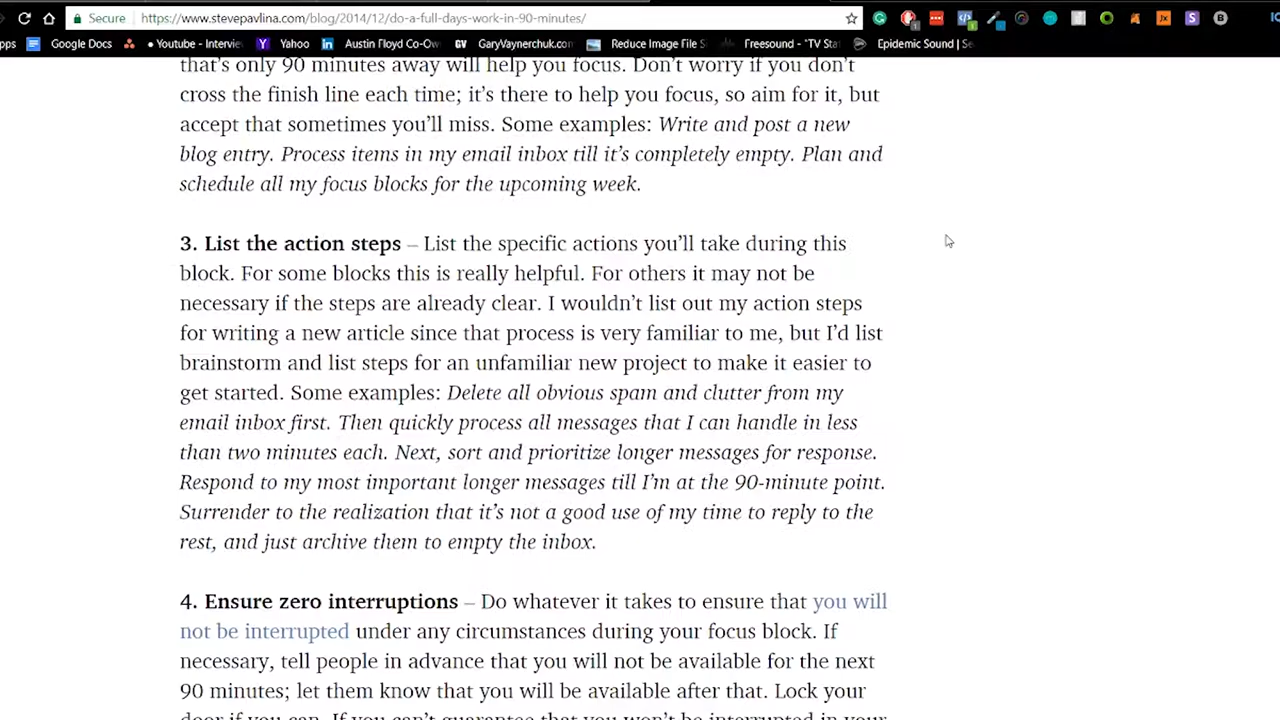 Secure https://www.stevepavlina.com/blog/2014/12/do-a-full-days-work-in-90-minutes/
pps Google Docs • Youtube - Intervie Yahoo Austin Floyd Co-Ow GaryVaynerchuk.com Reduce Image File S Freesound - "TV Stat Epidemic Sound | Se
that's only 90 minutes away will help you focus. Don't worry if you don't
cross the finish line each time; it's there to help you focus, so aim for it, but
accept that sometimes you'll miss. Some examples: Write and post a new
blog entry. Process items in my email inbox till it's completely empty. Plan and
schedule all my focus blocks for the upcoming week.
3. List the action steps – List the specific actions you'll take during this
block. For some blocks this is really helpful. For others it may not be
necessary if the steps are already clear. I wouldn't list out my action steps
for writing a new article since that process is very familiar to me, but I'd list
brainstorm and list steps for an unfamiliar new project to make it easier to
get started. Some examples: Delete all obvious spam and clutter from my
email inbox first. Then quickly process all messages that I can handle in less
than two minutes each. Next, sort and prioritize longer messages for response.
Respond to my most important longer messages till I'm at the 90-minute point.
Surrender to the realization that it's not a good use of my time to reply to the
rest, and just archive them to empty the inbox.
4. Ensure zero interruptions – Do whatever it takes to ensure that you will
not be interrupted under any circumstances during your focus block. If
necessary, tell people in advance that you will not be available for the next
90 minutes; let them know that you will be available after that. Lock your
door if you can. If you can't guarantee that you won't be interrupted in your